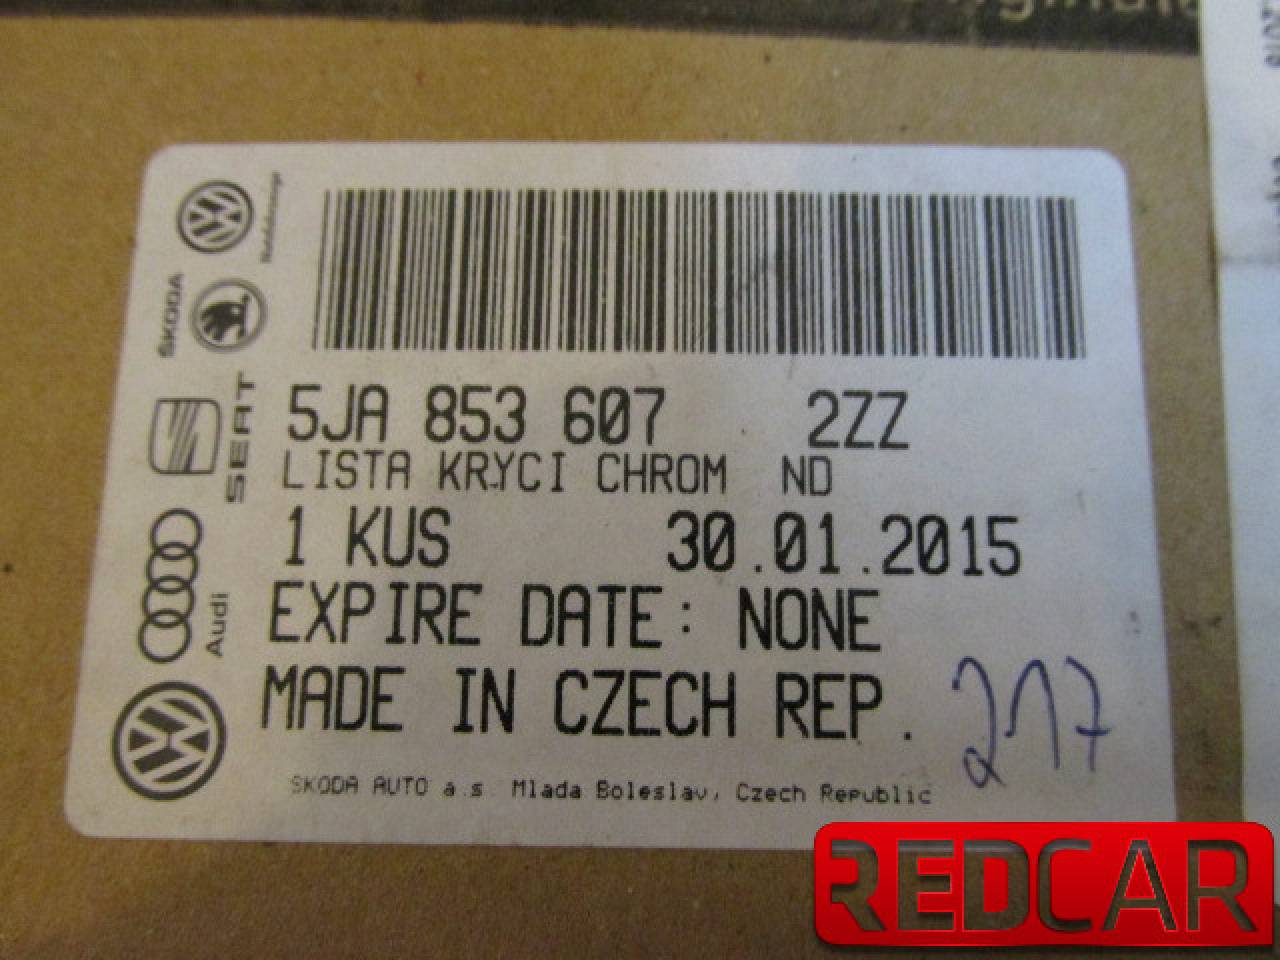 5JA 853 607 2ZZ
LISTA KRYCI CHROM ND
1 KUS 30.01.2015
EXPIRE DATE: NONE
MADE IN CZECH REP.
217
SKODA AUTO a.s. Mlada Boleslav, Czech Republic
ŠKODA
SEAT
Audi
REDCAR